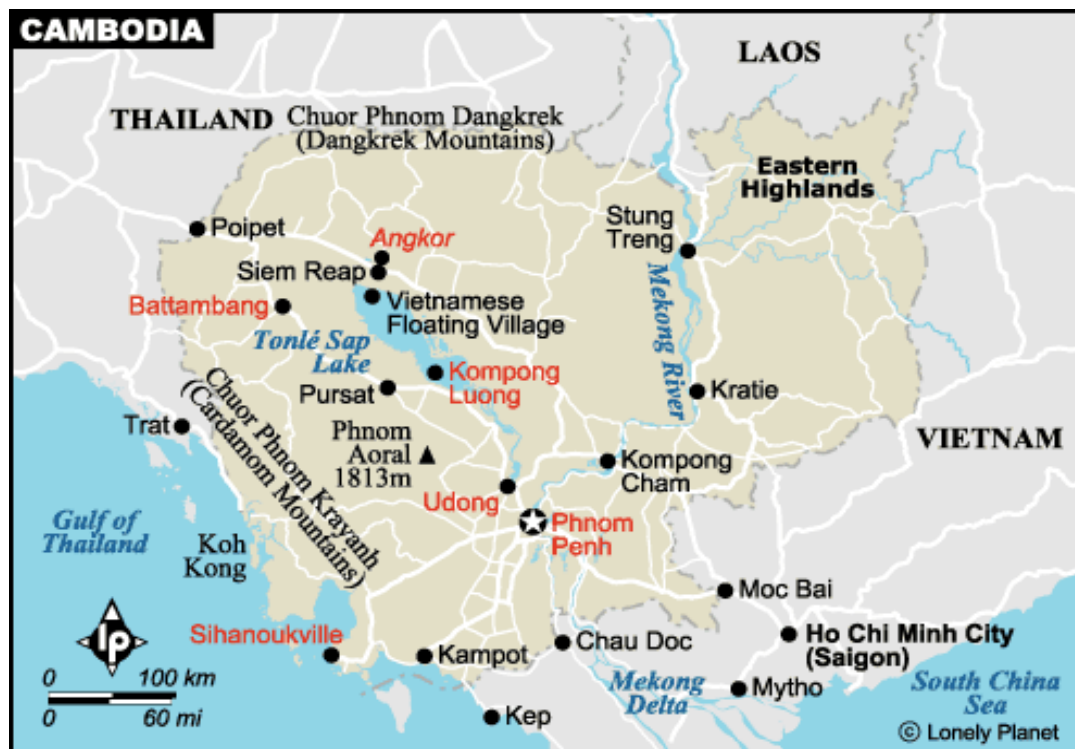 CAMBODIA
LAOS
THAILAND
Chuor Phnom Dangkrek
(Dangkrek Mountains)
Eastern
Highlands
Poipet
Stung
Treng
Angkor
Siem Reap
Battambang
Vietnamese
Floating Village
Mekong River
Tonlé Sap
Lake
Kompong
Luong
Pursat
Kratie
Chuor Phnom Krayanh
(Cardamom Mountains)
Trat
Phnom
Aoral
1813m
VIETNAM
Kompong
Cham
Udong
Gulf of
Thailand
Phnom
Penh
Koh
Kong
Moc Bai
lp
Sihanoukville
Kampot
Chau Doc
Ho Chi Minh City
(Saigon)
0 100 km
0 60 mi
Mekong
Delta
Mytho
South China
Sea
Kep
© Lonely Planet